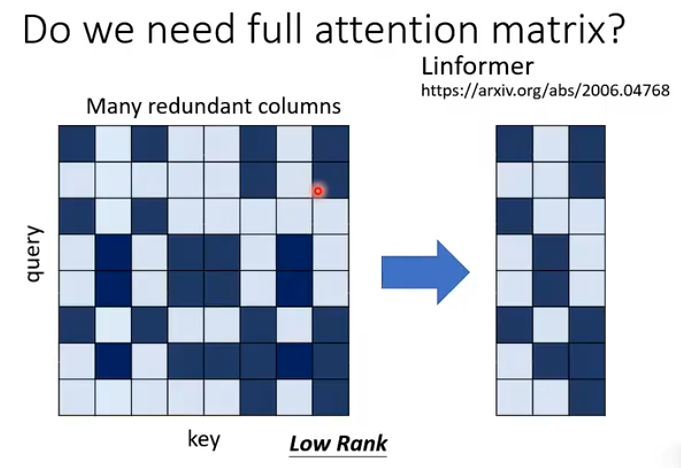 Do we need full attention matrix?
Linformer
https://arxiv.org/abs/2006.04768
Many redundant columns
query
key
Low Rank